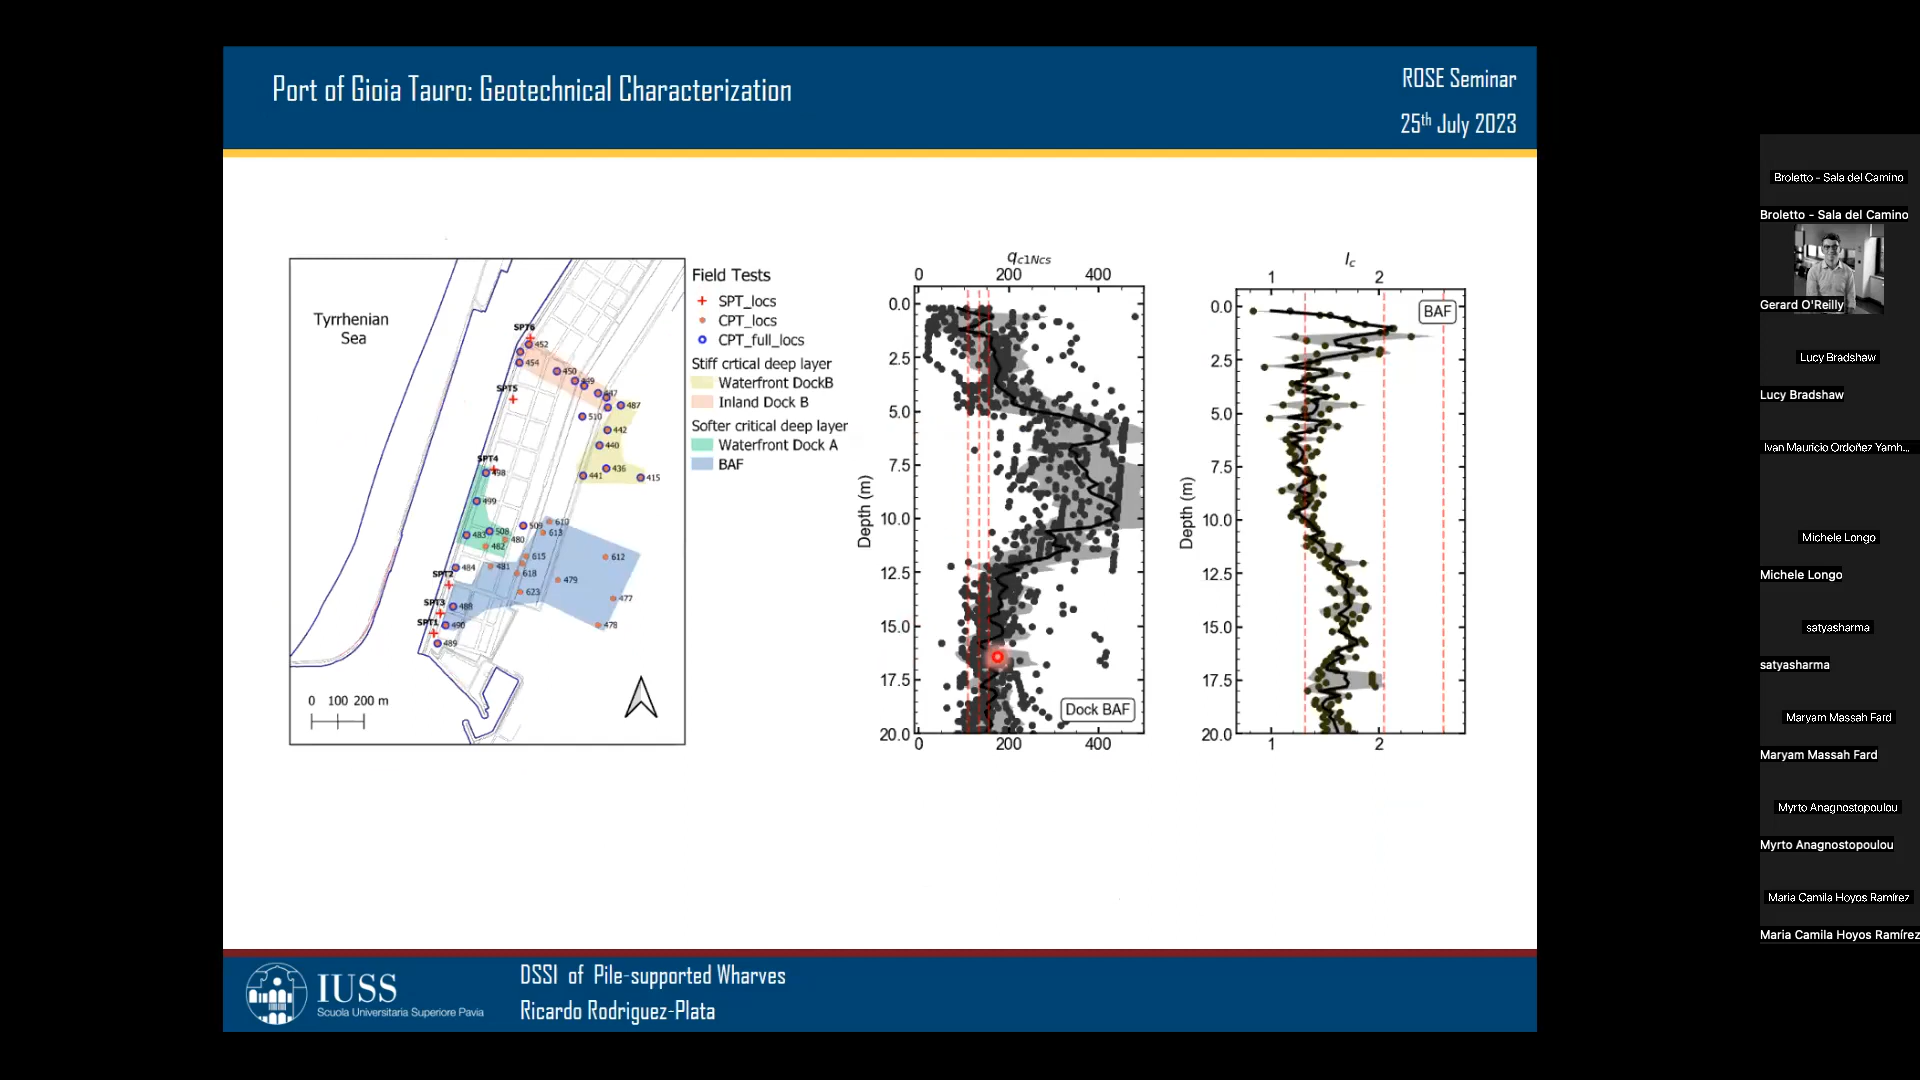 Port of Gioia Tauro: Geotechnical Characterization
ROSE Seminar
25th July 2023
Tyrrhenian
Sea
SPT6
452
454
450
449
447
487
SPT5
510
442
440
436
441
415
SPT4
498
499
508
483
480
482
509
610
613
615
612
484
481
618
479
SPT2
623
477
SPT3
488
478
SPT1
490
489
0 100 200 m
Field Tests
SPT_locs
CPT_locs
CPT_full_locs
Stiff crtical deep layer
Waterfront DockB
Inland Dock B
Softer critical deep layer
Waterfront Dock A
BAF
qc1Ncs
0 200 400
0.0
2.5
5.0
7.5
10.0
12.5
15.0
17.5
20.0
Depth (m)
Dock BAF
0 200 400
Ic
1 2
BAF
0.0
2.5
5.0
7.5
10.0
12.5
15.0
17.5
20.0
Depth (m)
1 2
IUSS
Scuola Universitaria Superiore Pavia
DSSI of Pile-supported Wharves
Ricardo Rodriguez-Plata
Broletto - Sala del Camino
Broletto - Sala del Camino
Gerard O'Reilly
Lucy Bradshaw
Lucy Bradshaw
Ivan Mauricio Ordoñez Yamh...
Michele Longo
Michele Longo
satyasharma
satyasharma
Maryam Massah Fard
Maryam Massah Fard
Myrto Anagnostopoulou
Myrto Anagnostopoulou
Maria Camila Hoyos Ramírez
Maria Camila Hoyos Ramírez